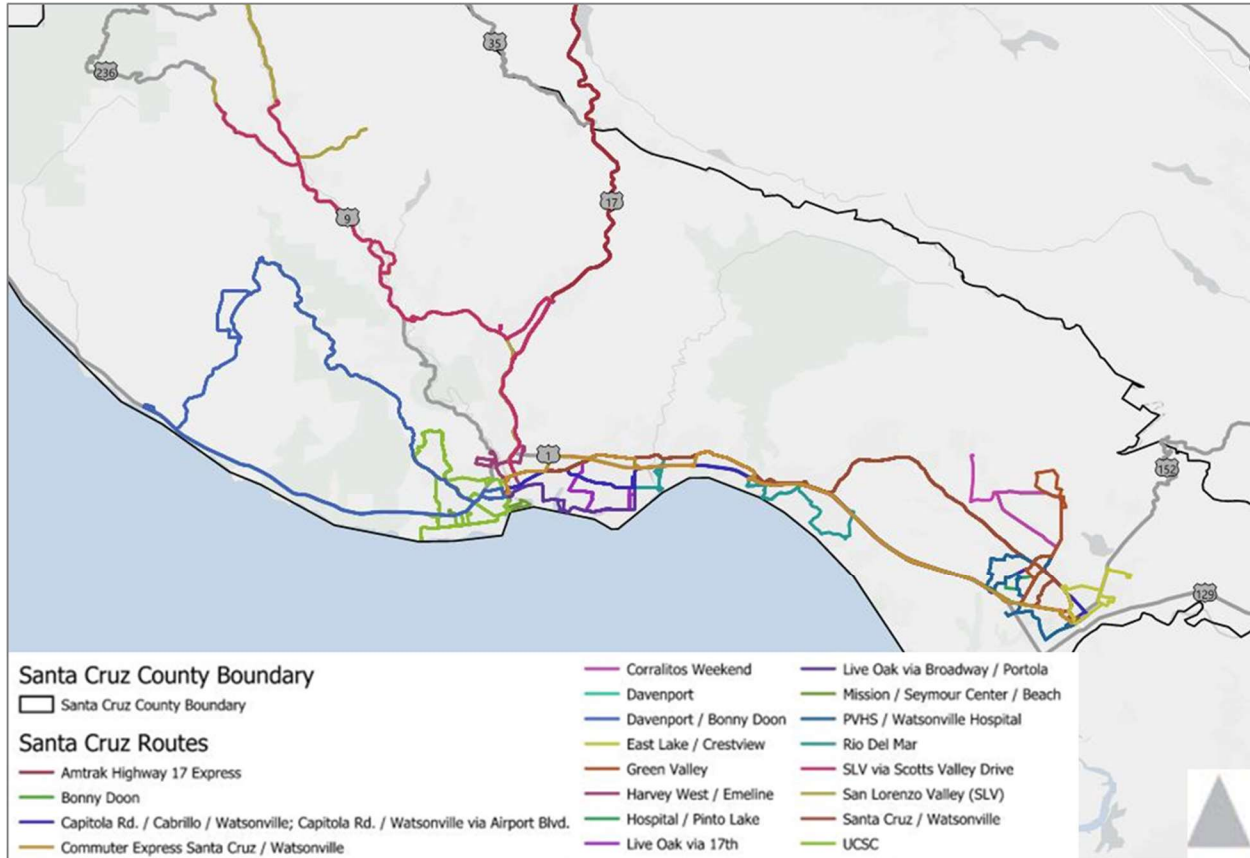 35
236
17
9
1
152
129
Santa Cruz County Boundary
Santa Cruz County Boundary
Santa Cruz Routes
Amtrak Highway 17 Express
Bonny Doon
Capitola Rd. / Cabrillo / Watsonville; Capitola Rd. / Watsonville via Airport Blvd.
Commuter Express Santa Cruz / Watsonville
Corralitos Weekend
Davenport
Davenport / Bonny Doon
East Lake / Crestview
Green Valley
Harvey West / Emeline
Hospital / Pinto Lake
Live Oak via 17th
Live Oak via Broadway / Portola
Mission / Seymour Center / Beach
PVHS / Watsonville Hospital
Rio Del Mar
SLV via Scotts Valley Drive
San Lorenzo Valley (SLV)
Santa Cruz / Watsonville
UCSC